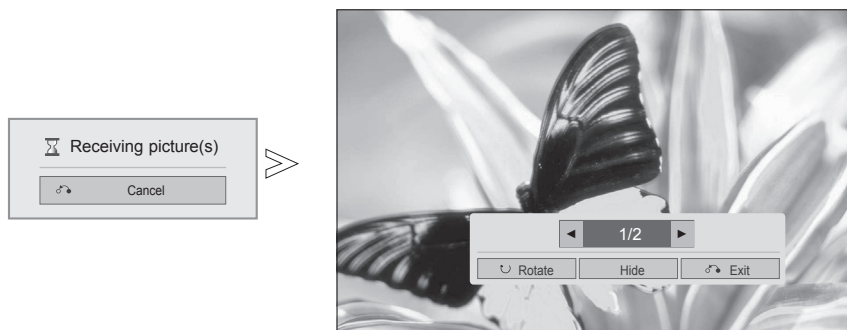 Receiving picture(s)
Cancel
◄ 1/2 ►
Rotate Hide Exit